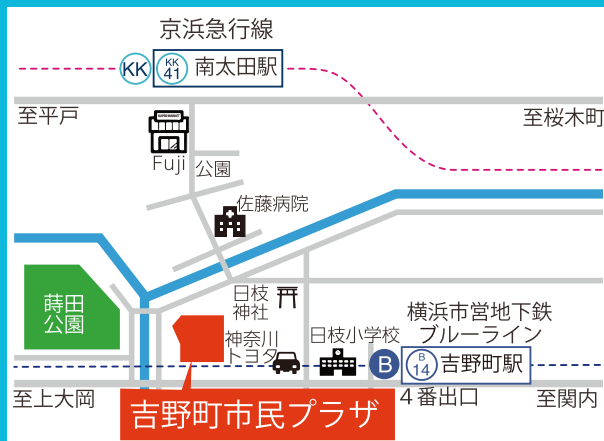 京浜急行線
KK
KK
41
南太田駅
至平戸
至桜木町
SUPER MARKET
Fuji
公園
佐藤病院
蒔田
公園
日枝
神社
神奈川
トヨタ
日枝小学校
横浜市営地下鉄
ブルーライン
B
B
14
吉野町駅
至上大岡
吉野町市民プラザ
4番出口
至関内